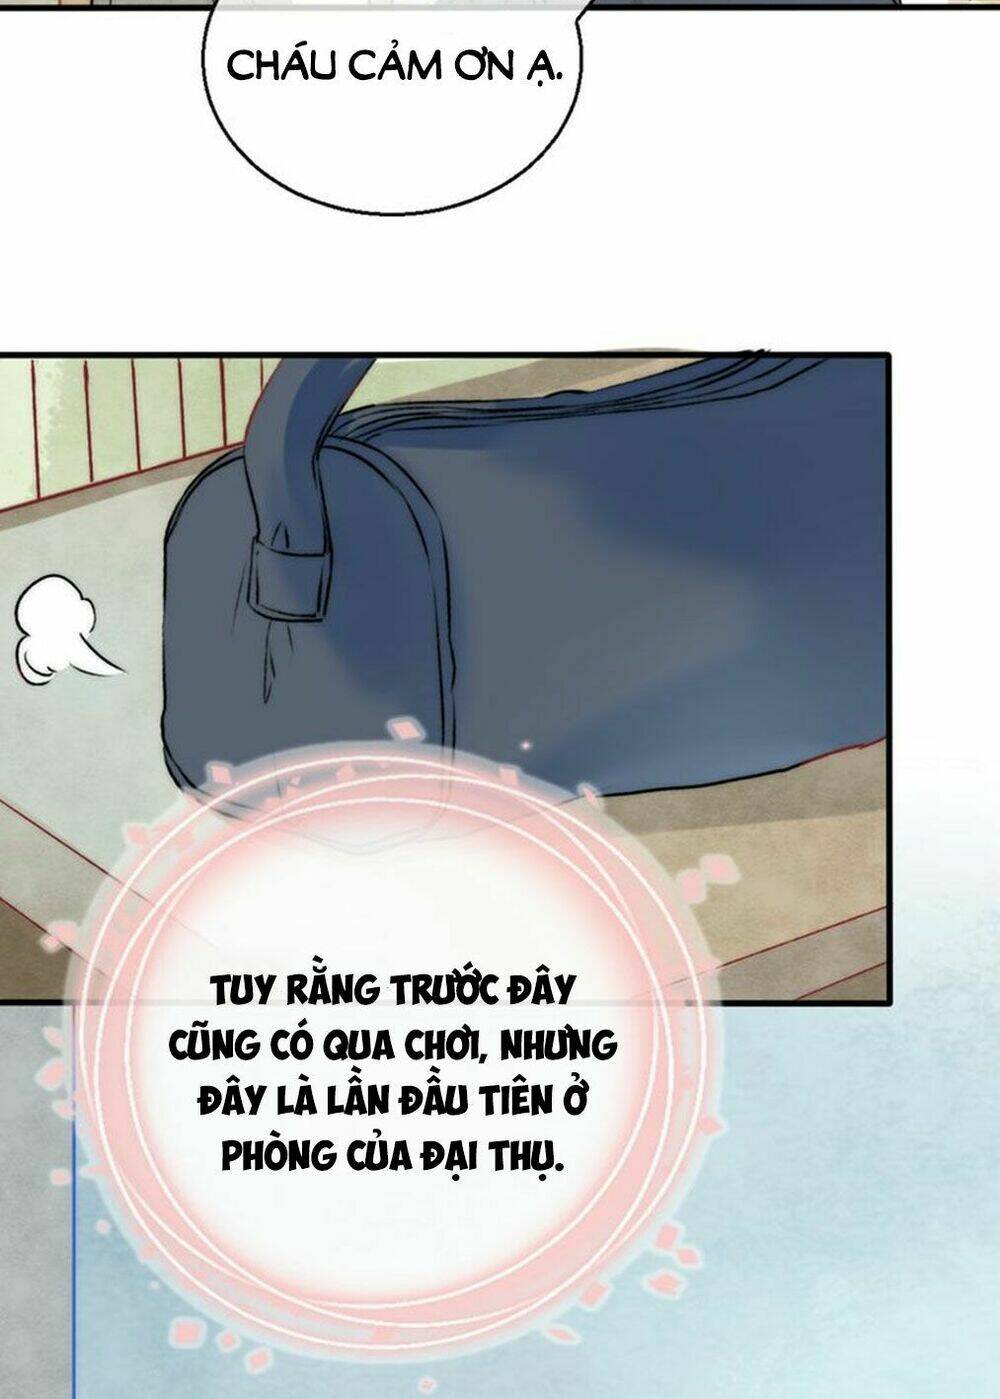 CHÁU CẢM ƠN Ạ.
TUY RẰNG TRƯỚC ĐÂY
CŨNG CÓ QUA CHƠI, NHƯNG
ĐÂY LÀ LẦN ĐẦU TIÊN Ở
PHÒNG CỦA ĐẠI THỤ.